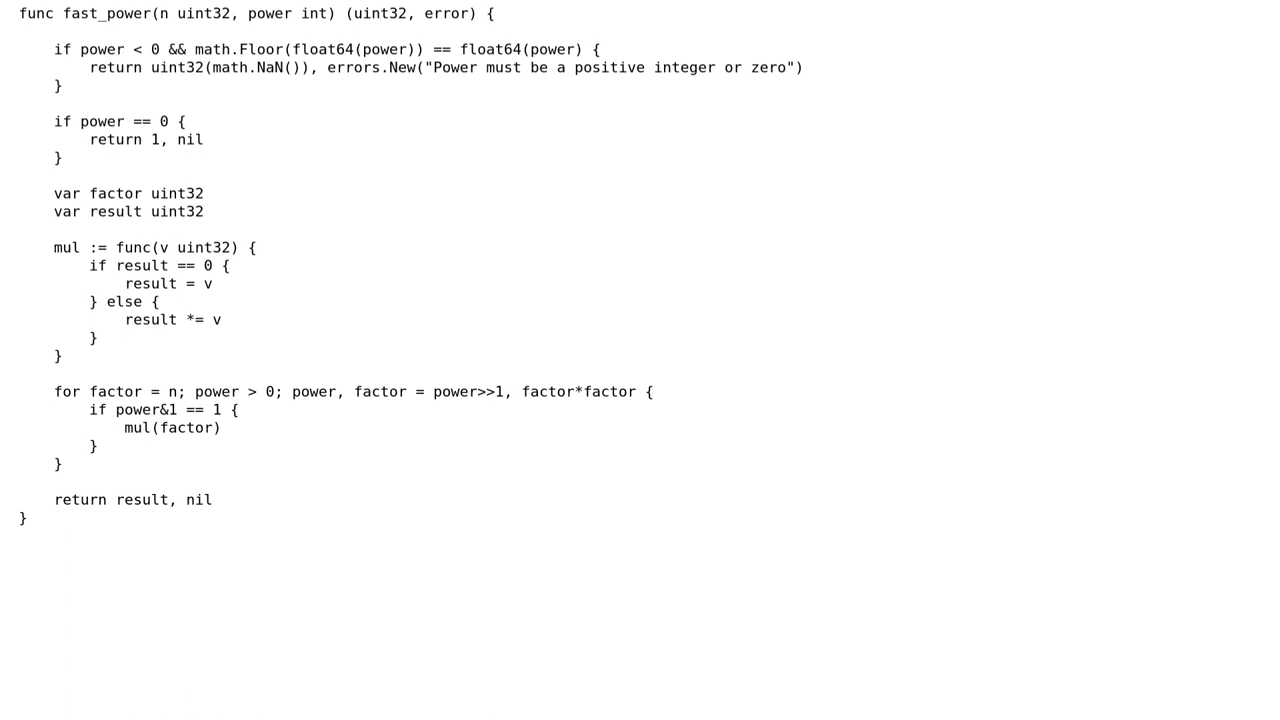 func fast_power(n uint32, power int) (uint32, error) {
    if power < 0 && math.Floor(float64(power)) == float64(power) {
        return uint32(math.NaN()), errors.New("Power must be a positive integer or zero")
    }
    if power == 0 {
        return 1, nil
    }
    var factor uint32
    var result uint32
    mul := func(v uint32) {
        if result == 0 {
            result = v
        } else {
            result *= v
        }
    }
    for factor = n; power > 0; power, factor = power>>1, factor*factor {
        if power&1 == 1 {
            mul(factor)
        }
    }
    return result, nil
}